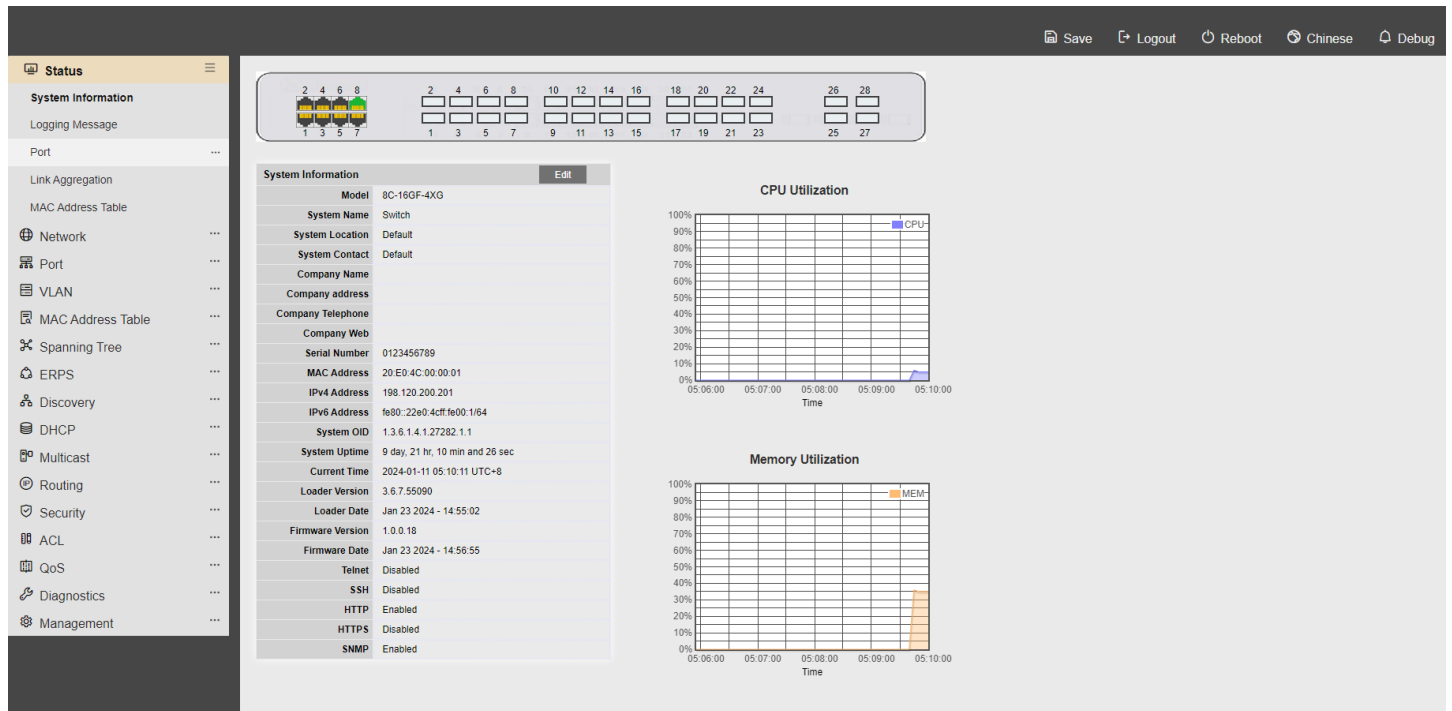 Save Logout Reboot Chinese Debug
Status
System Information
Logging Message
Port ...
Link Aggregation
MAC Address Table
Network ...
Port ...
VLAN ...
MAC Address Table ...
Spanning Tree ...
ERPS ...
Discovery ...
DHCP ...
Multicast ...
Routing ...
Security ...
ACL ...
QoS ...
Diagnostics ...
Management ...
2 4 6 8 2 4 6 8 10 12 14 16 18 20 22 24 26 28
1 3 5 7 1 3 5 7 9 11 13 15 17 19 21 23 25 27
System Information Edit
Model 8C-16GF-4XG
System Name Switch
System Location Default
System Contact Default
Company Name
Company address
Company Telephone
Company Web
Serial Number 0123456789
MAC Address 20:E0:4C:00:00:01
IPv4 Address 198.120.200.201
IPv6 Address fe80::22e0:4cff:fe00:1/64
System OID 1.3.6.1.4.1.27282.1.1
System Uptime 9 day, 21 hr, 10 min and 26 sec
Current Time 2024-01-11 05:10:11 UTC+8
Loader Version 3.6.7.55090
Loader Date Jan 23 2024 - 14:55:02
Firmware Version 1.0.0.18
Firmware Date Jan 23 2024 - 14:56:55
Telnet Disabled
SSH Disabled
HTTP Enabled
HTTPS Disabled
SNMP Enabled
CPU Utilization
CPU
100%
90%
80%
70%
60%
50%
40%
30%
20%
10%
0%
05:06:00 05:07:00 05:08:00 05:09:00 05:10:00
Time
Memory Utilization
MEM
100%
90%
80%
70%
60%
50%
40%
30%
20%
10%
0%
05:06:00 05:07:00 05:08:00 05:09:00 05:10:00
Time